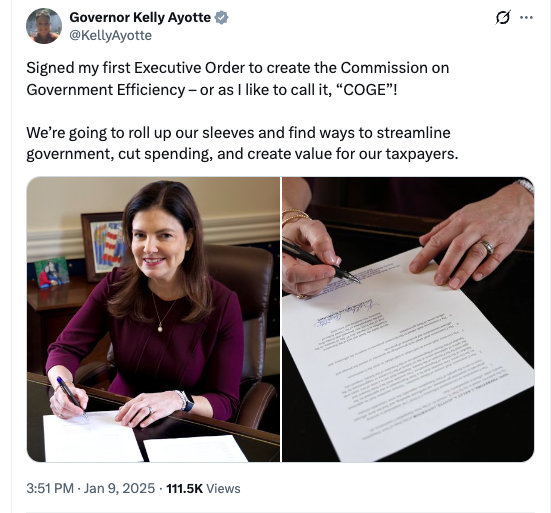 Governor Kelly Ayotte
@KellyAyotte
Signed my first Executive Order to create the Commission on
Government Efficiency – or as I like to call it, “COGE”!
We’re going to roll up our sleeves and find ways to streamline
government, cut spending, and create value for our taxpayers.
3:51 PM · Jan 9, 2025 · 111.5K Views